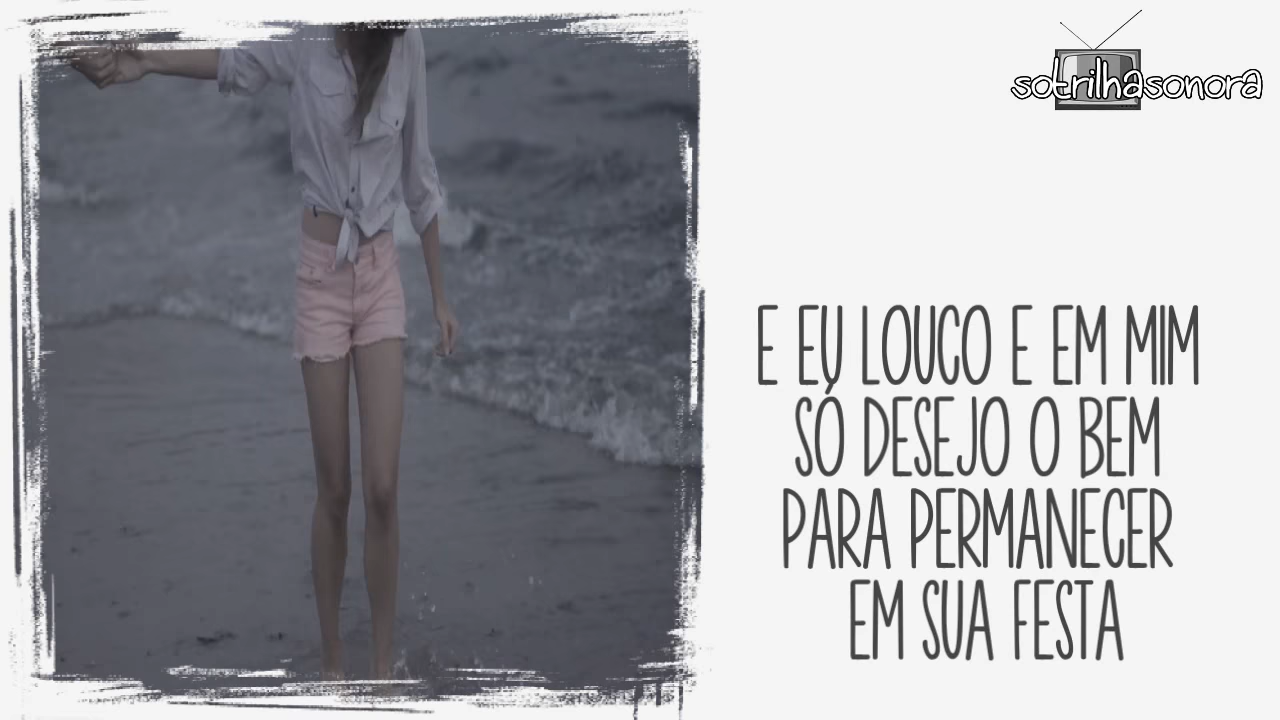 sotrilhasonora
E EU LOUCO E EM MIM
SÓ DESEJO O BEM
PARA PERMANECER
EM SUA FESTA